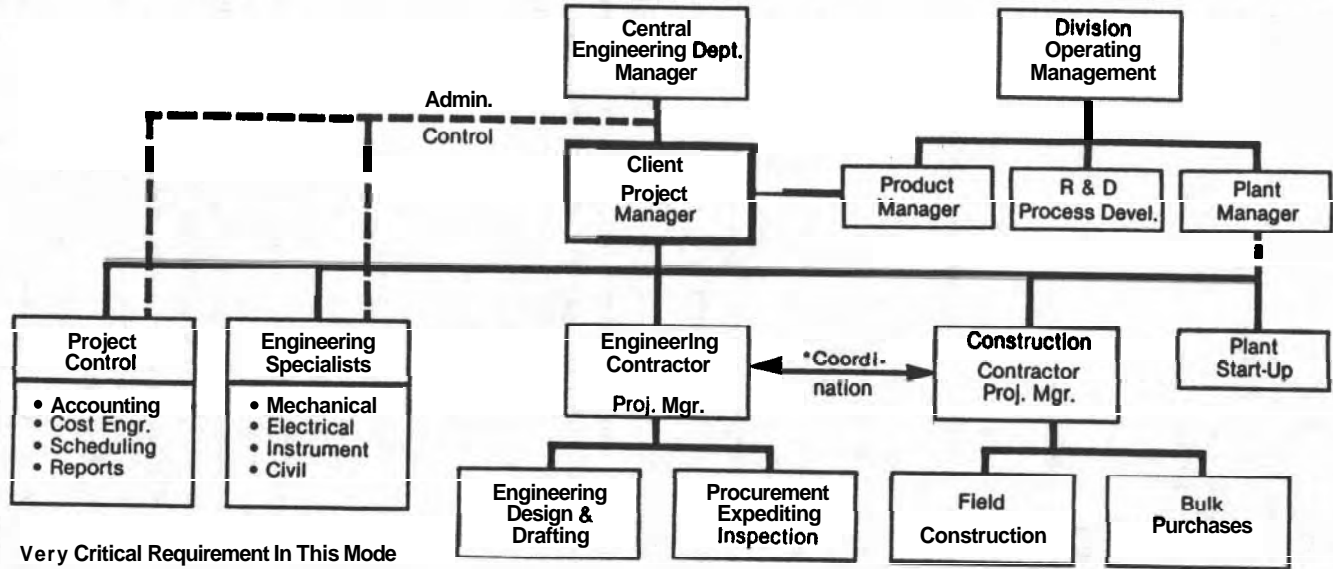 Central
Engineering Dept.
Manager
Division
Operating
Management
Admin.
Control
Client
Project
Manager
Product
Manager
R & D
Process Devel.
Plant
Manager
Project
Control
• Accounting
• Cost Engr.
• Scheduling
• Reports
Engineering
Specialists
• Mechanical
• Electrical
• Instrument
• Civil
Engineering
Contractor
Proj. Mgr.
*Coordi-
nation
Construction
Contractor
Proj. Mgr.
Plant
Start-Up
Engineering
Design &
Drafting
Procurement
Expediting
Inspection
Field
Construction
Bulk
Purchases
Very Critical Requirement In This Mode